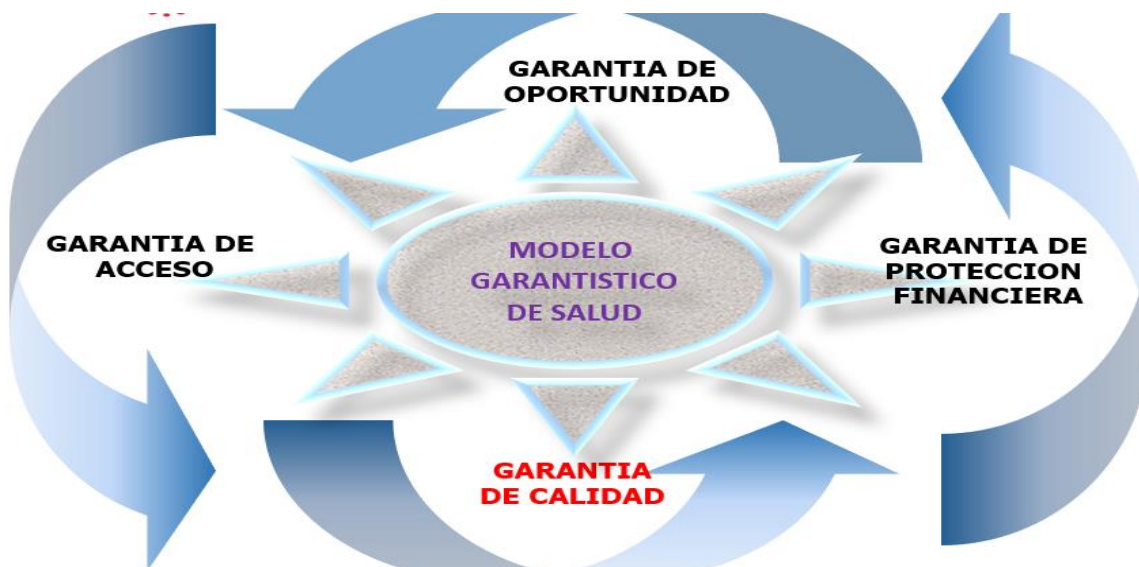 GARANTIA DE
OPORTUNIDAD
GARANTIA DE
ACCESO
MODELO
GARANTISTICO
DE SALUD
GARANTIA DE
PROTECCION
FINANCIERA
GARANTIA
DE CALIDAD